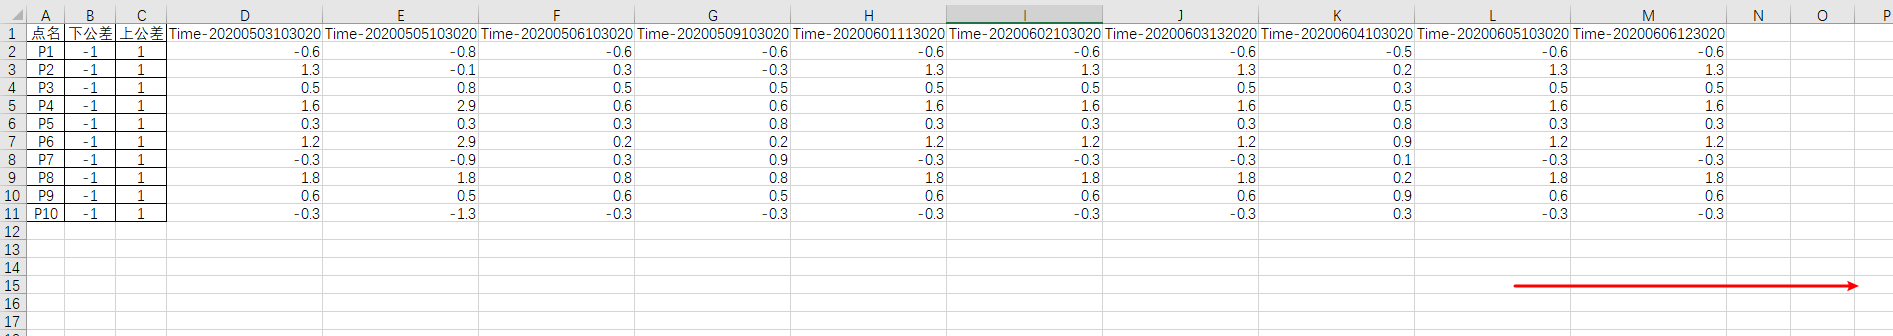 A B C D E F G H I J K L M N O P
1 点名 下公差 上公差 Time-20200503103020 Time-20200505103020 Time-20200506103020 Time-20200509103020 Time-20200601113020 Time-20200602103020 Time-20200603132020 Time-20200604103020 Time-20200605103020 Time-20200606123020
2 P1 -1 1 -0.6 -0.8 -0.6 -0.6 -0.6 -0.6 -0.6 -0.5 -0.6 -0.6
3 P2 -1 1 1.3 -0.1 0.3 -0.3 1.3 1.3 1.3 0.2 1.3 1.3
4 P3 -1 1 0.5 0.8 0.5 0.5 0.5 0.5 0.5 0.3 0.5 0.5
5 P4 -1 1 1.6 2.9 0.6 0.6 1.6 1.6 1.6 0.5 1.6 1.6
6 P5 -1 1 0.3 0.3 0.3 0.8 0.3 0.3 0.3 0.8 0.3 0.3
7 P6 -1 1 1.2 2.9 0.2 0.2 1.2 1.2 1.2 0.9 1.2 1.2
8 P7 -1 1 -0.3 -0.9 0.3 0.9 -0.3 -0.3 -0.3 0.1 -0.3 -0.3
9 P8 -1 1 1.8 1.8 0.8 0.8 1.8 1.8 1.8 0.2 1.8 1.8
10 P9 -1 1 0.6 0.5 0.6 0.5 0.6 0.6 0.6 0.9 0.6 0.6
11 P10 -1 1 -0.3 -1.3 -0.3 -0.3 -0.3 -0.3 -0.3 0.3 -0.3 -0.3
12
13
14
15
16
17